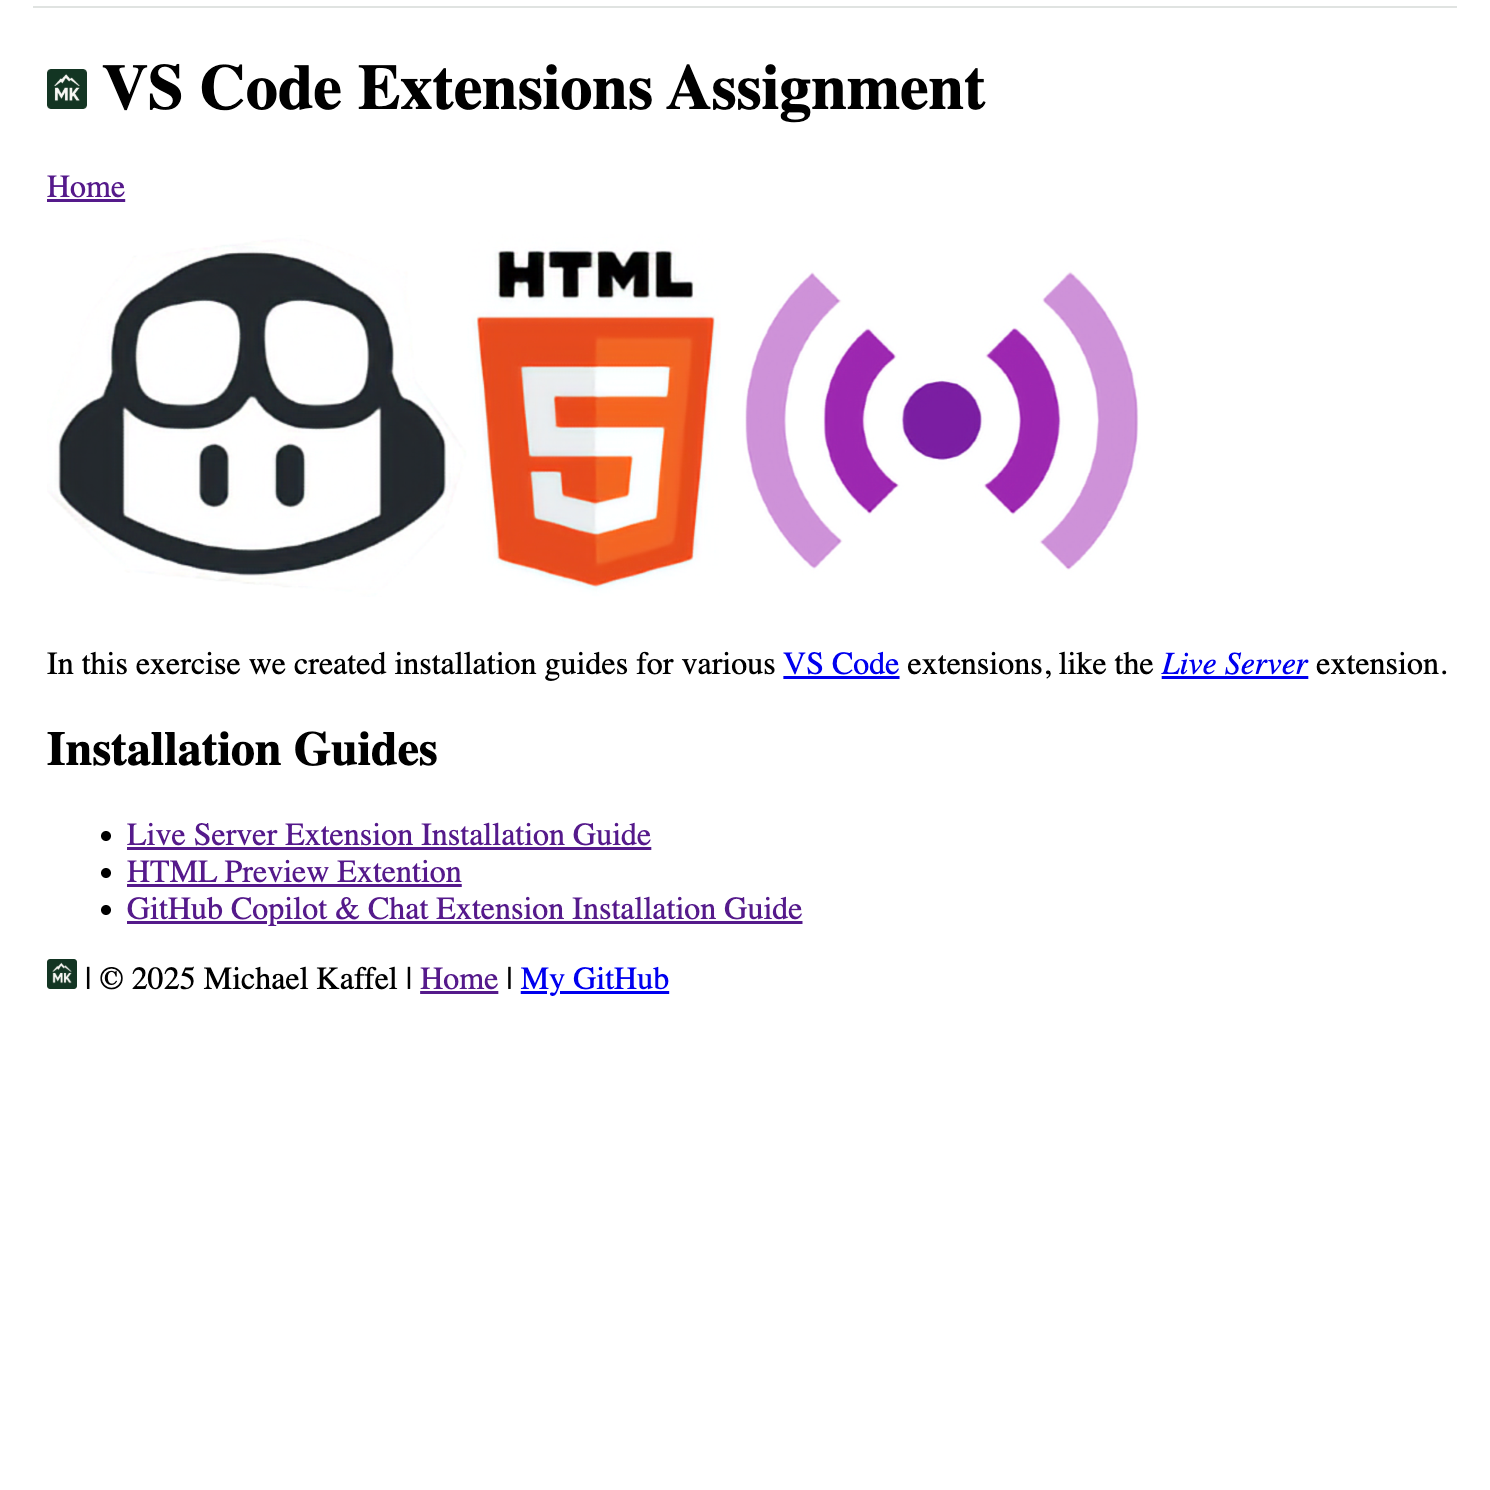 MK VS Code Extensions Assignment
Home
HTML
5
In this exercise we created installation guides for various VS Code extensions, like the Live Server extension.
Installation Guides
• Live Server Extension Installation Guide
• HTML Preview Extention
• GitHub Copilot & Chat Extension Installation Guide
MK | © 2025 Michael Kaffel | Home | My GitHub